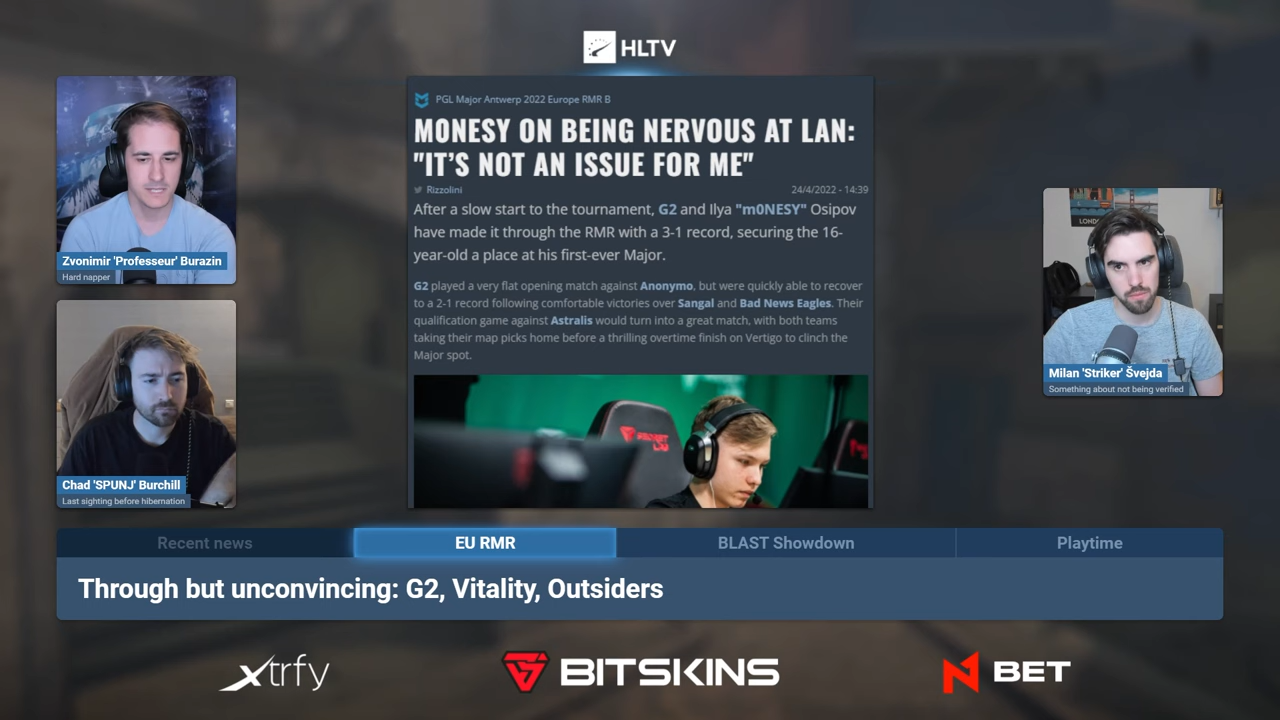 HLTV
PGL Major Antwerp 2022 Europe RMR B
M0NESY ON BEING NERVOUS AT LAN:
"IT'S NOT AN ISSUE FOR ME"
Rizzolini
24/4/2022 - 14:39
After a slow start to the tournament, G2 and Ilya "m0NESY" Osipov
have made it through the RMR with a 3-1 record, securing the 16-
year-old a place at his first-ever Major.
G2 played a very flat opening match against Anonymo, but were quickly able to recover
to a 2-1 record following comfortable victories over Sangal and Bad News Eagles. Their
qualification game against Astralis would turn into a great match, with both teams
taking their map picks home before a thrilling overtime finish on Vertigo to clinch the
Major spot.
Zvonimir 'Professeur' Burazin
Hard napper
Chad 'SPUNJ' Burchill
Last sighting before hibernation
LOND
Milan 'Striker' Švejda
Something about not being verified
Recent news
EU RMR
BLAST Showdown
Playtime
Through but unconvincing: G2, Vitality, Outsiders
xtrfy
BITSKINS
N BET